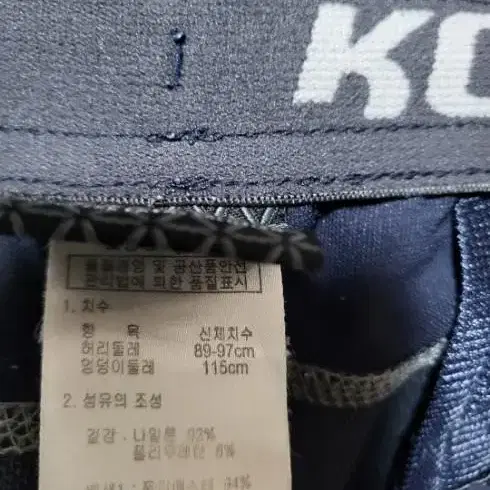 KO
품질경영 및 공산품안전
관리법에 의한 품질표시
1. 치수
항 목 신체치수
허리둘레 89-97cm
엉덩이둘레 115cm
2. 섬유의 조성
겉감 : 나일론 92%
폴리우레탄 8%